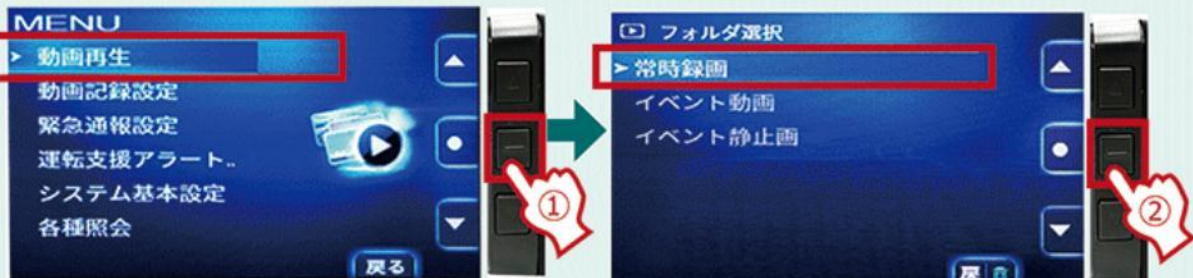 MENU
動画再生
動画記録設定
緊急通報設定
運転支援アラート..
システム基本設定
各種照会
戻る
①
フォルダ選択
常時録画
イベント動画
イベント静止画
戻
②